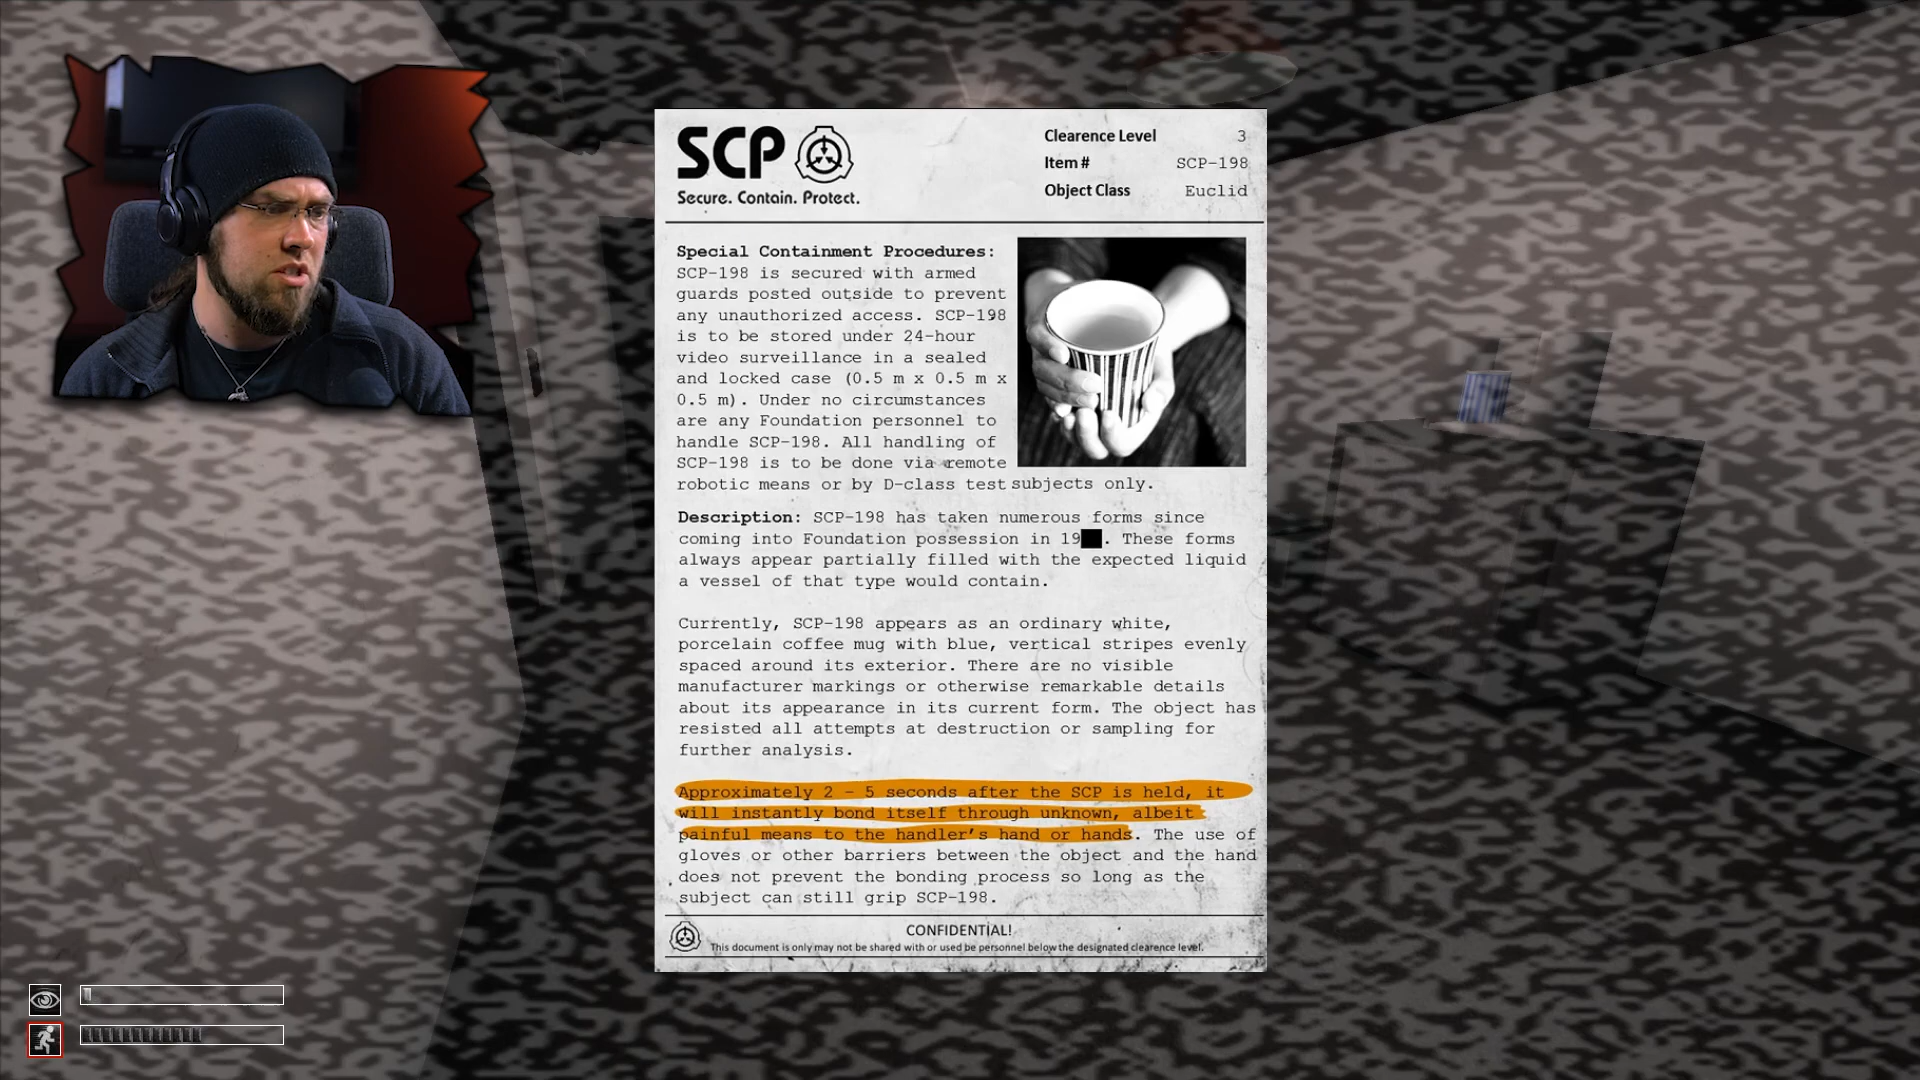 SCP
Secure. Contain. Protect.
Clearence Level 3
Item # SCP-198
Object Class Euclid
Special Containment Procedures:
SCP-198 is secured with armed
guards posted outside to prevent
any unauthorized access. SCP-198
is to be stored under 24-hour
video surveillance in a sealed
and locked case (0.5 m x 0.5 m x
0.5 m). Under no circumstances
are any Foundation personnel to
handle SCP-198. All handling of
SCP-198 is to be done via remote
robotic means or by D-class test subjects only.
Description: SCP-198 has taken numerous forms since
coming into Foundation possession in 19██. These forms
always appear partially filled with the expected liquid
a vessel of that type would contain.
Currently, SCP-198 appears as an ordinary white,
porcelain coffee mug with blue, vertical stripes evenly
spaced around its exterior. There are no visible
manufacturer markings or otherwise remarkable details
about its appearance in its current form. The object has
resisted all attempts at destruction or sampling for
further analysis.
Approximately 2 - 5 seconds after the SCP is held, it
will instantly bond itself through unknown, albeit
painful means to the handler's hand or hands. The use of
gloves or other barriers between the object and the hand
does not prevent the bonding process so long as the
subject can still grip SCP-198.
CONFIDENTIAL!
This document is only may not be shared with or used be personnel below the designated clearence level.